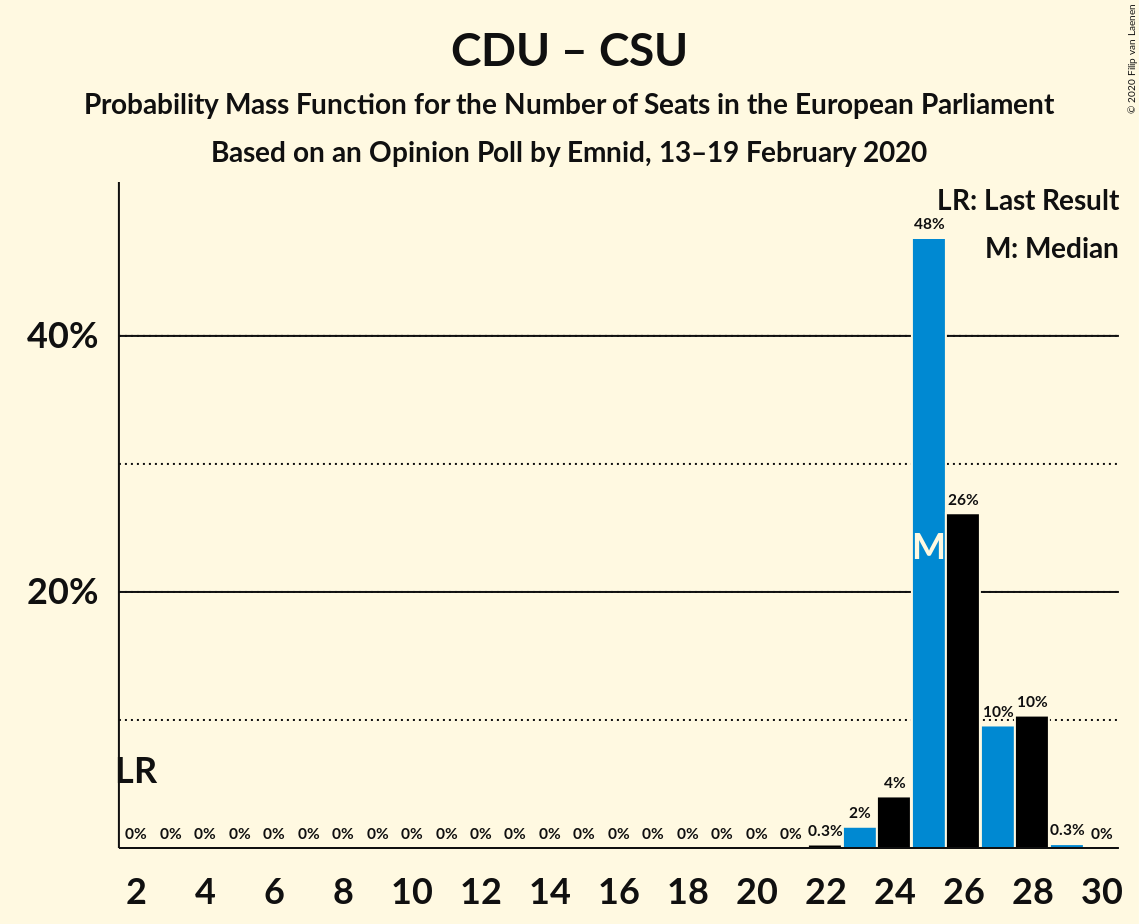 CDU – CSU
Probability Mass Function for the Number of Seats in the European Parliament
Based on an Opinion Poll by Emnid, 13–19 February 2020
© 2020 Filip van Laenen
LR: Last Result
M: Median
48%
40%
26%
M
20%
10% 10%
LR
4%
2%
0% 0% 0% 0% 0% 0% 0% 0% 0% 0% 0% 0% 0% 0% 0% 0% 0% 0% 0% 0% 0.3% 0.3% 0%
2 4 6 8 10 12 14 16 18 20 22 24 26 28 30